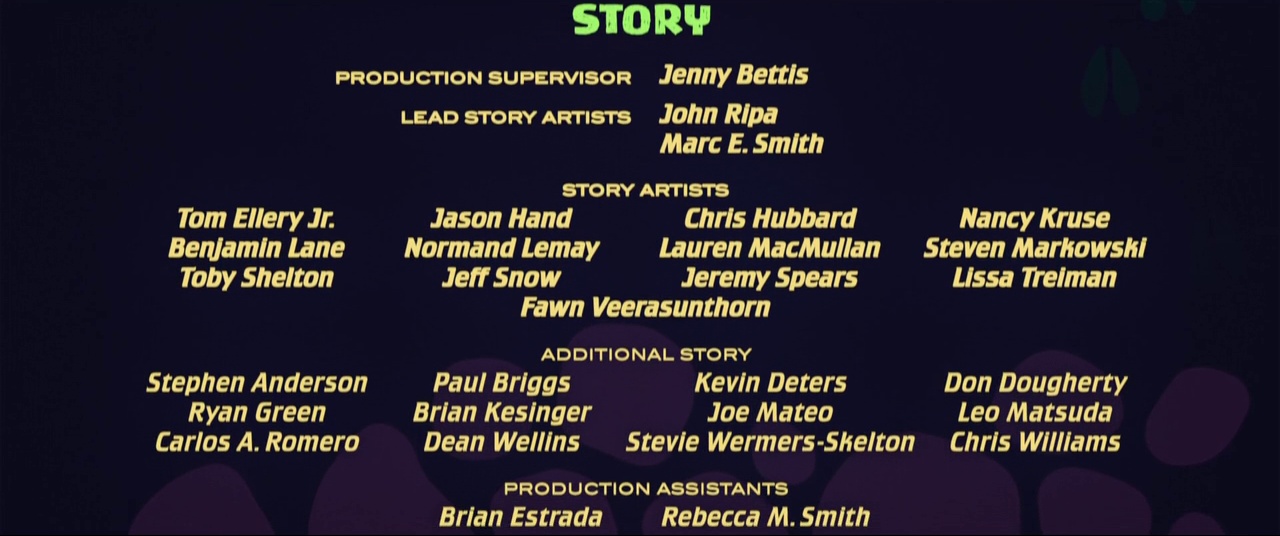 STORY
PRODUCTION SUPERVISOR Jenny Bettis
LEAD STORY ARTISTS John Ripa
Marc E. Smith
STORY ARTISTS
Tom Ellery Jr. Jason Hand Chris Hubbard Nancy Kruse
Benjamin Lane Normand Lemay Lauren MacMullan Steven Markowski
Toby Shelton Jeff Snow Jeremy Spears Lissa Treiman
Fawn Veerasunthorn
ADDITIONAL STORY
Stephen Anderson Paul Briggs Kevin Deters Don Dougherty
Ryan Green Brian Kesinger Joe Mateo Leo Matsuda
Carlos A. Romero Dean Wellins Stevie Wermers-Skelton Chris Williams
PRODUCTION ASSISTANTS
Brian Estrada Rebecca M. Smith